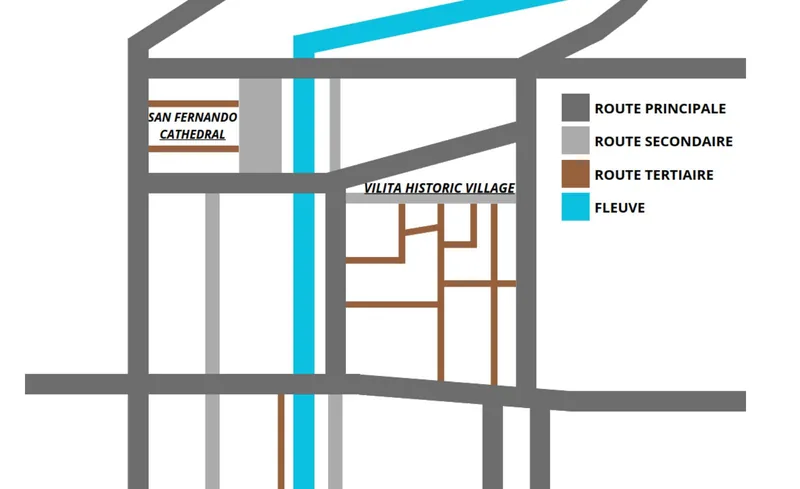 SAN FERNANDO
CATHEDRAL
VILITA HISTORIC VILLAGE
ROUTE PRINCIPALE
ROUTE SECONDAIRE
ROUTE TERTIAIRE
FLEUVE